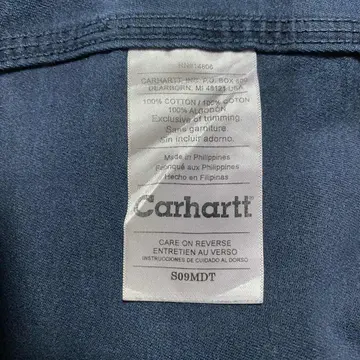 CARHARTT, INC. P.O. BOX 600,
DEARBORN, MI 48121 USA
100% COTTON / 100% COTON
100% ALGODÓN
Exclusive of trimming.
Sans garniture.
Sin incluir adorno.
Made in Philippines
Fabriqué aux Philippines
Hecho en Filipinas
Carhartt
CARE ON REVERSE
ENTRETIEN AU VERSO
INSTRUCCIONES DE CUIDADO AL DORSO
S09MDT